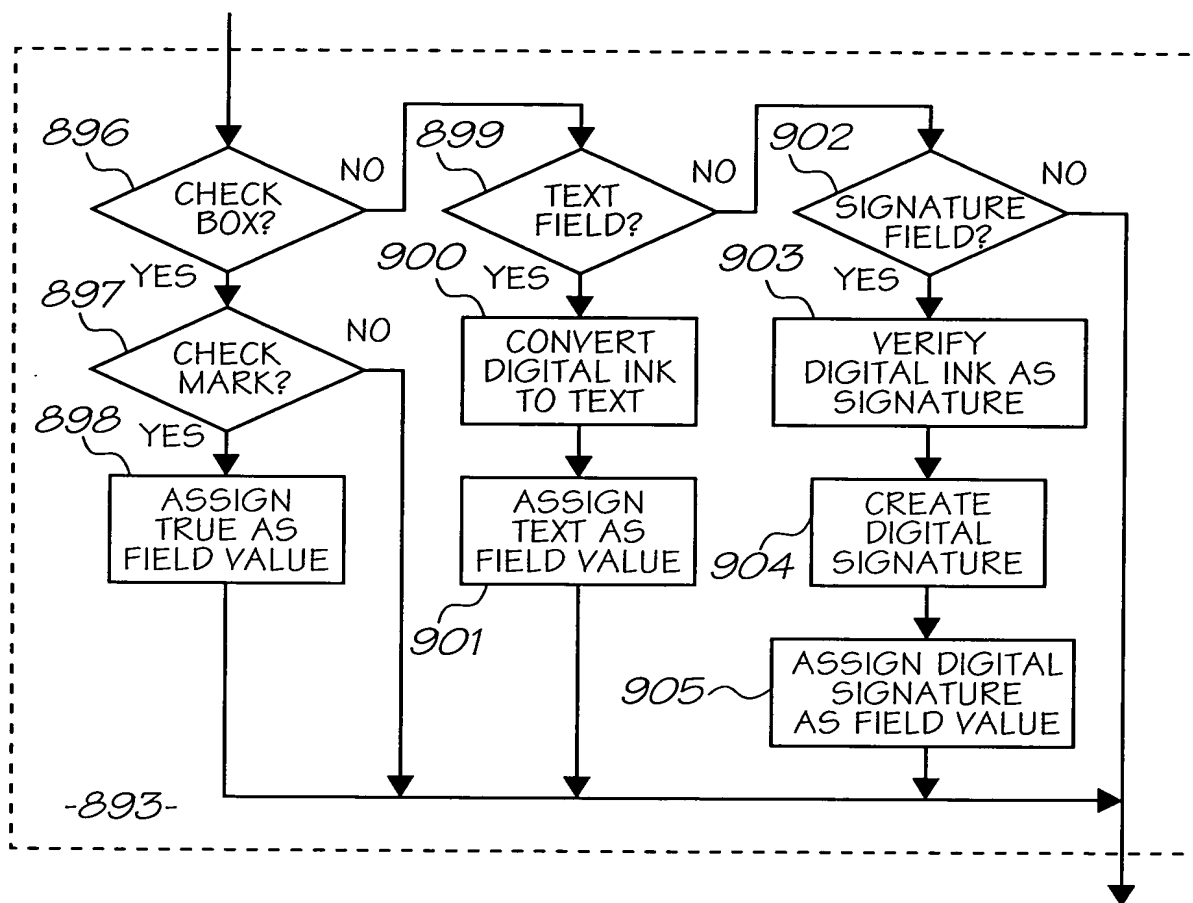 896
CHECK
BOX?
NO
YES
897
CHECK
MARK?
NO
YES
898
ASSIGN
TRUE AS
FIELD VALUE
899
TEXT
FIELD?
NO
YES
900
CONVERT
DIGITAL INK
TO TEXT
ASSIGN
TEXT AS
FIELD VALUE
901
902
SIGNATURE
FIELD?
NO
YES
903
VERIFY
DIGITAL INK AS
SIGNATURE
CREATE
DIGITAL
SIGNATURE
904
ASSIGN DIGITAL
SIGNATURE
AS FIELD VALUE
905
-893-